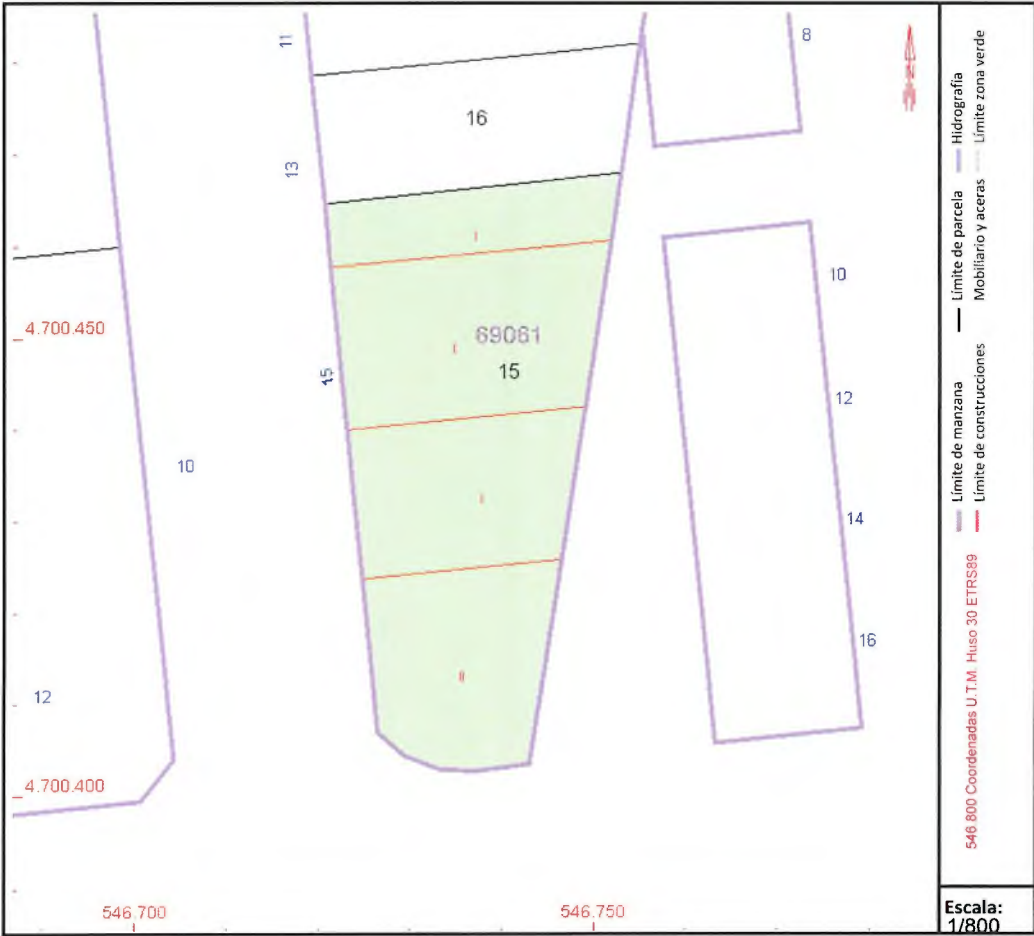 11
8
16
13
I
10
69061
4.700.450
I
15
15
12
10
I
14
16
II
12
4.700.400
546.700
546.750
Límite de manzana
Límite de parcela
Hidrografía
Límite de construcciones
Mobiliario y aceras
Límite zona verde
546.800 Coordenadas U.T.M. Huso 30 ETRS89
Escala:
1/800